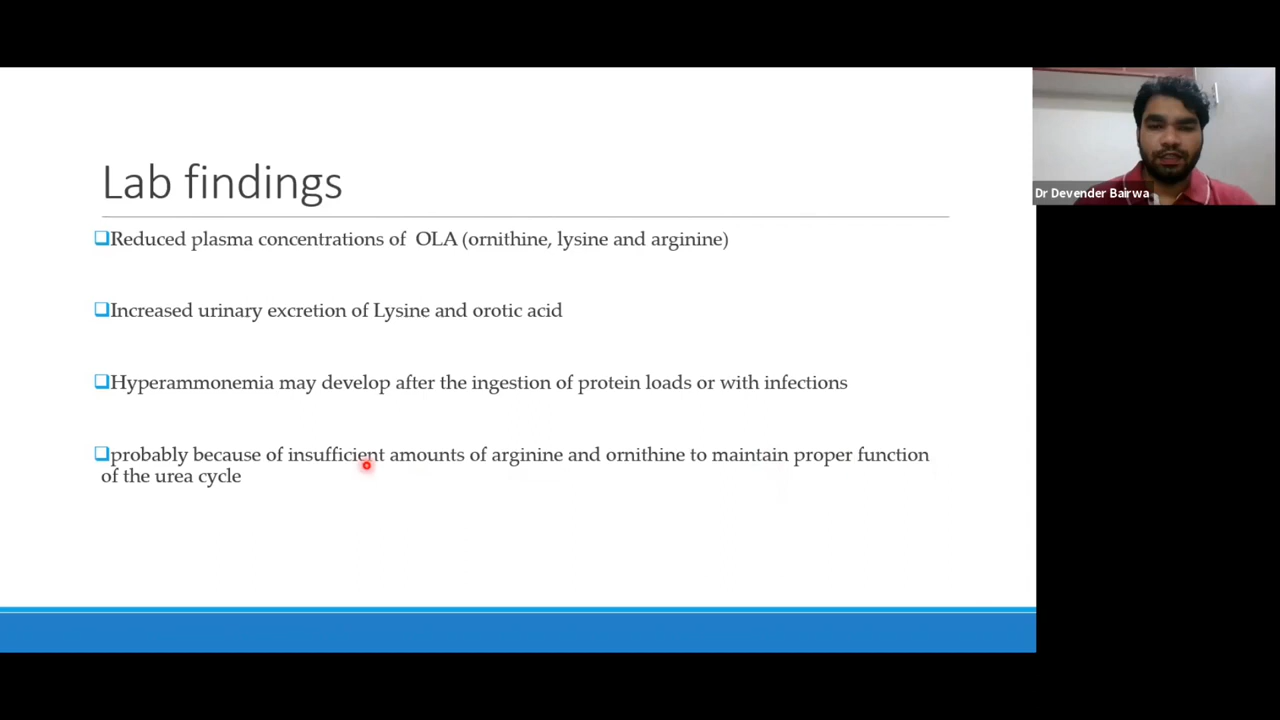 Lab findings
Reduced plasma concentrations of OLA (ornithine, lysine and arginine)
Increased urinary excretion of Lysine and orotic acid
Hyperammonemia may develop after the ingestion of protein loads or with infections
probably because of insufficient amounts of arginine and ornithine to maintain proper function
of the urea cycle
Dr Devender Bairwa